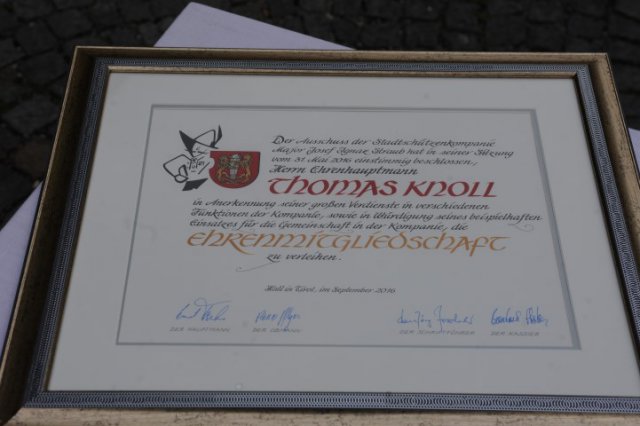 Der Ausschuss der Stadtschützenkompanie
Major Josef Ignaz Straub hat in seiner Sitzung
vom 31. Mai 2016 einstimmig beschlossen,
Herrn Ehrenhauptmann
THOMAS KNOLL
in Anerkennung seiner großen Verdienste in verschiedenen
Funktionen der Kompanie, sowie in Würdigung seines beispielhaften
Einsatzes für die Gemeinschaft in der Kompanie, die
EHRENMITGLIEDSCHAFT
zu verleihen.
Hall in Tirol, im September 2016
DER HAUPTMANN DER OBMANN DER SCHRIFTFÜHRER DER KASSIER